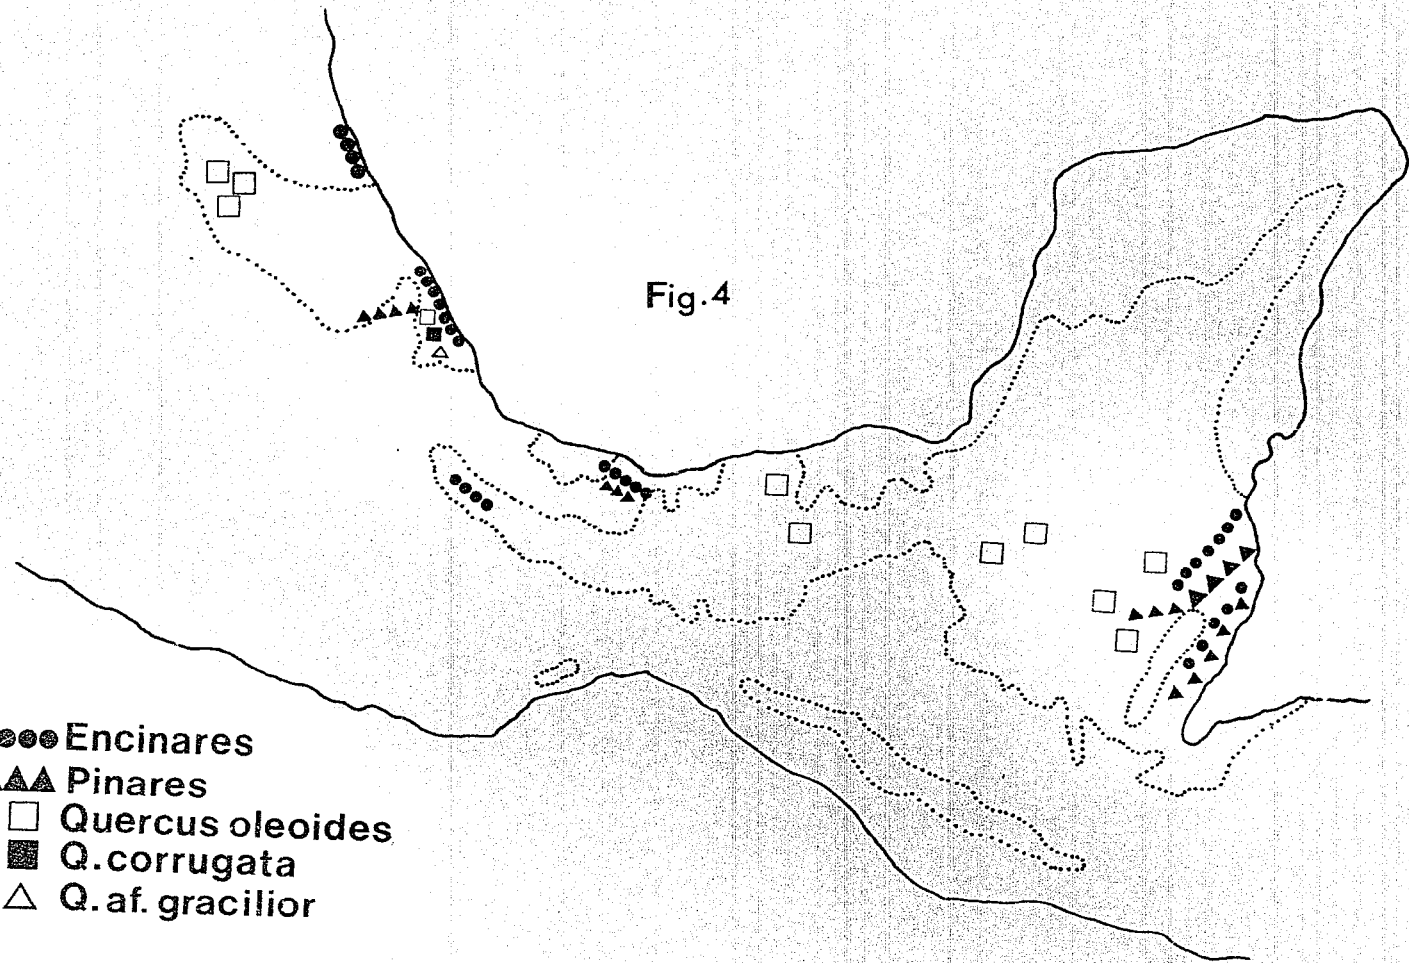 Fig.4
Encinares
Pinares
Quercus oleoides
Q.corrugata
Q.af.gracilior